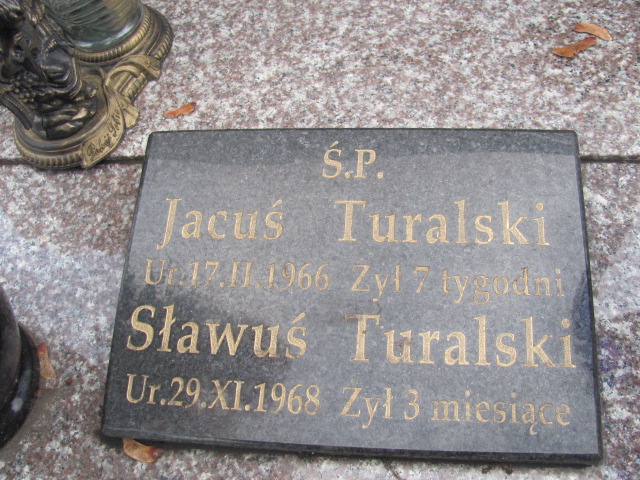 Ś.P.
Jacuś Turalski
Ur.17.II.1966 Żył 7 tygodni
Sławuś Turalski
Ur.29.XI.1968 Żył 3 miesiące